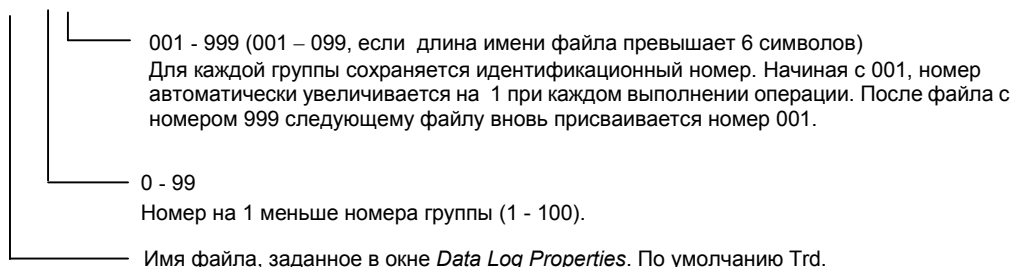 001 - 999 (001 – 099, если длина имени файла превышает 6 символов)
Для каждой группы сохраняется идентификационный номер. Начиная с 001, номер
автоматически увеличивается на 1 при каждом выполнении операции. После файла с
номером 999 следующему файлу вновь присваивается номер 001.
0 - 99
Номер на 1 меньше номера группы (1 - 100).
Имя файла, заданное в окне Data Log Properties. По умолчанию Trd.